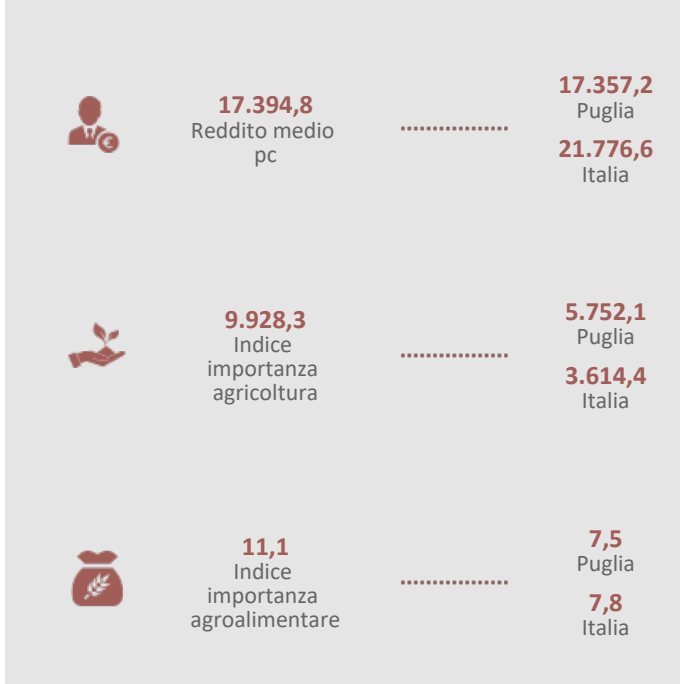 17.394,8
Reddito medio
pc
17.357,2
Puglia
21.776,6
Italia
9.928,3
Indice
importanza
agricoltura
5.752,1
Puglia
3.614,4
Italia
11,1
Indice
importanza
agroalimentare
7,5
Puglia
7,8
Italia